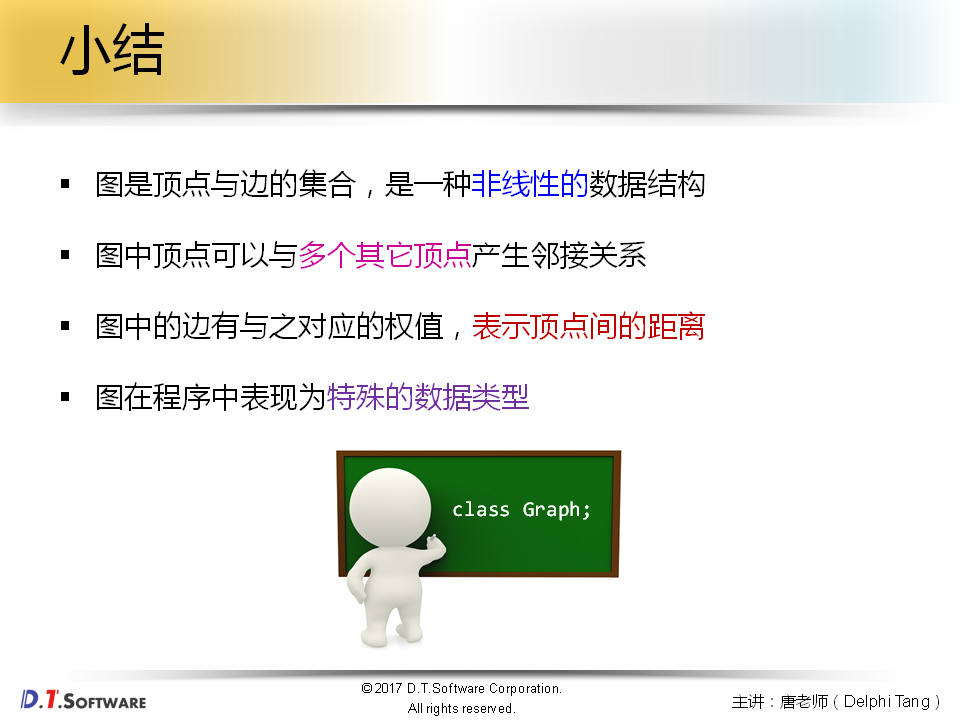 小结
▪ 图是顶点与边的集合，是一种非线性的数据结构
▪ 图中顶点可以与多个其它顶点产生邻接关系
▪ 图中的边有与之对应的权值，表示顶点间的距离
▪ 图在程序中表现为特殊的数据类型
class Graph;
D.T.SOFTWARE
©2017 D.T.Software Corporation.
All rights reserved.
主讲：唐老师（Delphi Tang）